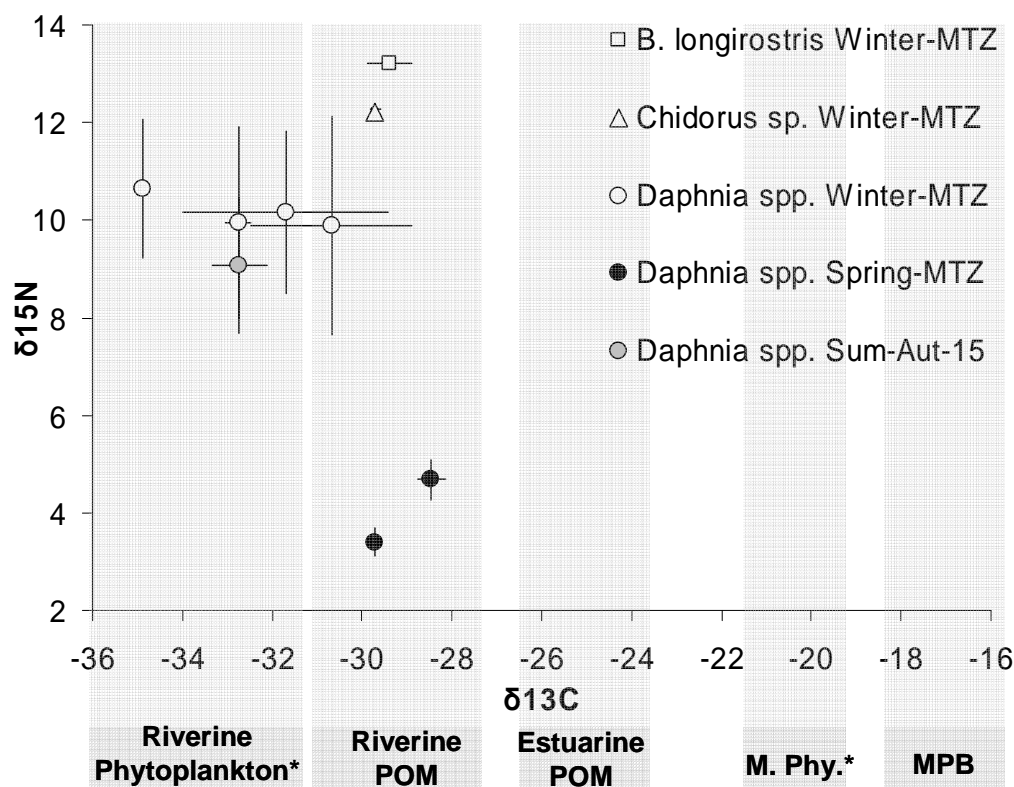 14
12
10
8
6
4
2
δ15N
B. longirostris Winter-MTZ
Chidorus sp. Winter-MTZ
Daphnia spp. Winter-MTZ
Daphnia spp. Spring-MTZ
Daphnia spp. Sum-Aut-15
-36 -34 -32 -30 -28 -26 -24 -22 -20 -18 -16
δ13C
Riverine
Phytoplankton*
Riverine
POM
Estuarine
POM
M. Phy.*
MPB